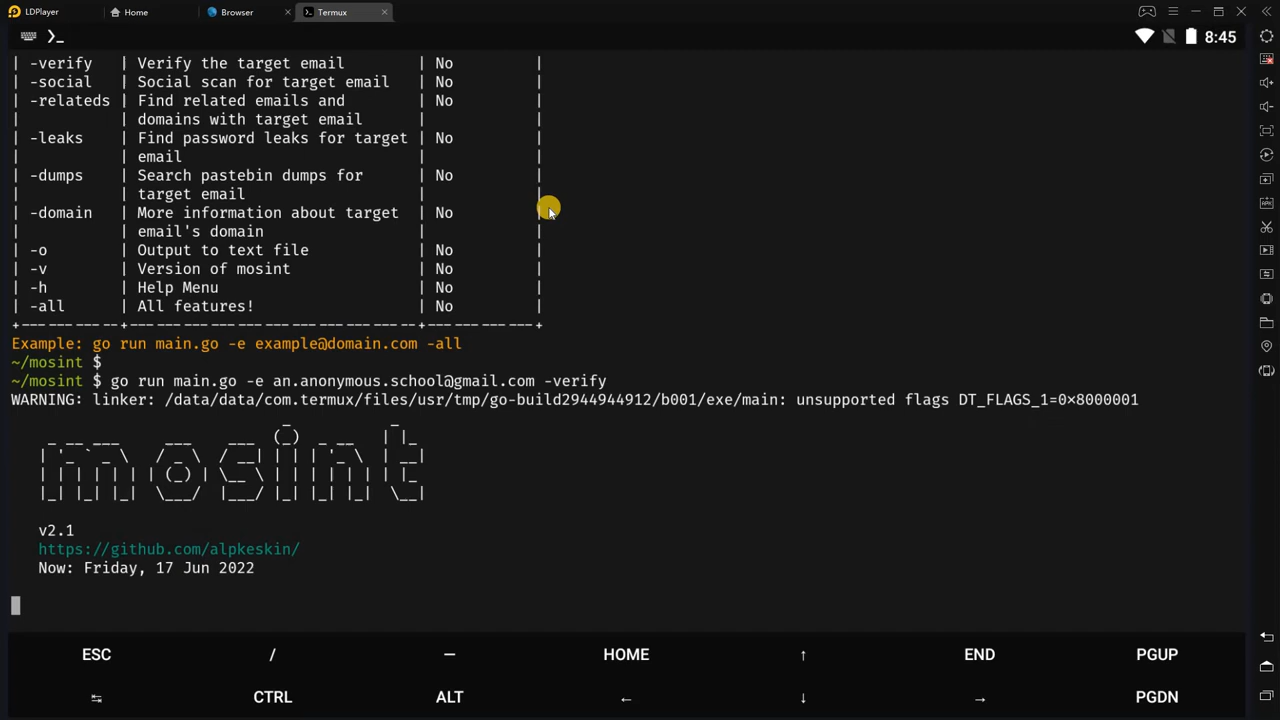 LDPlayer Home Browser Termux
8:45
| -verify | Verify the target email | No |
| -social | Social scan for target email | No |
| -relateds | Find related emails and | No |
| | domains with target email | |
| -leaks | Find password leaks for target | No |
| | email | |
| -dumps | Search pastebin dumps for | No |
| | target email | |
| -domain | More information about target | No |
| | email's domain | |
| -o | Output to text file | No |
| -v | Version of mosint | No |
| -h | Help Menu | No |
| -all | All features! | No |
Example: go run main.go -e example@domain.com -all
~/mosint $
~/mosint $ go run main.go -e an.anonymous.school@gmail.com -verify
WARNING: linker: /data/data/com.termux/files/usr/tmp/go-build2944944912/b001/exe/main: unsupported flags DT_FLAGS_1=0×8000001
mosint
v2.1
https://github.com/alpkeskin/
Now: Friday, 17 Jun 2022
ESC / — HOME ↑ END PGUP
↹ CTRL ALT ← ↓ → PGDN